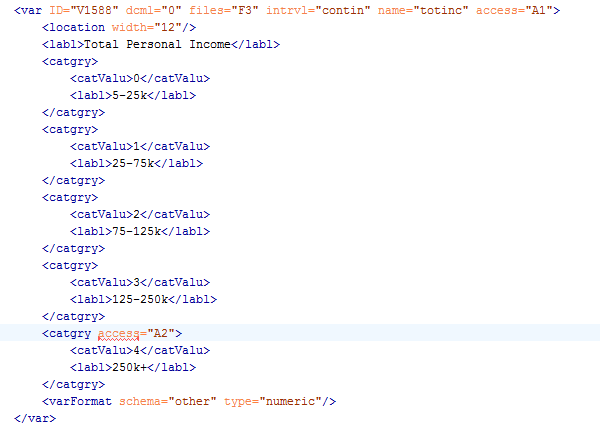 <var ID="V1588" dcml="0" files="F3" intrvl="contin" name="totinc" access="A1">
<location width="12"/>
<labl>Total Personal Income</labl>
<catgry>
<catValu>0</catValu>
<labl>5-25k</labl>
</catgry>
<catgry>
<catValu>1</catValu>
<labl>25-75k</labl>
</catgry>
<catgry>
<catValu>2</catValu>
<labl>75-125k</labl>
</catgry>
<catgry>
<catValu>3</catValu>
<labl>125-250k</labl>
</catgry>
<catgry access="A2">
<catValu>4</catValu>
<labl>250k+</labl>
</catgry>
<varFormat schema="other" type="numeric"/>
</var>